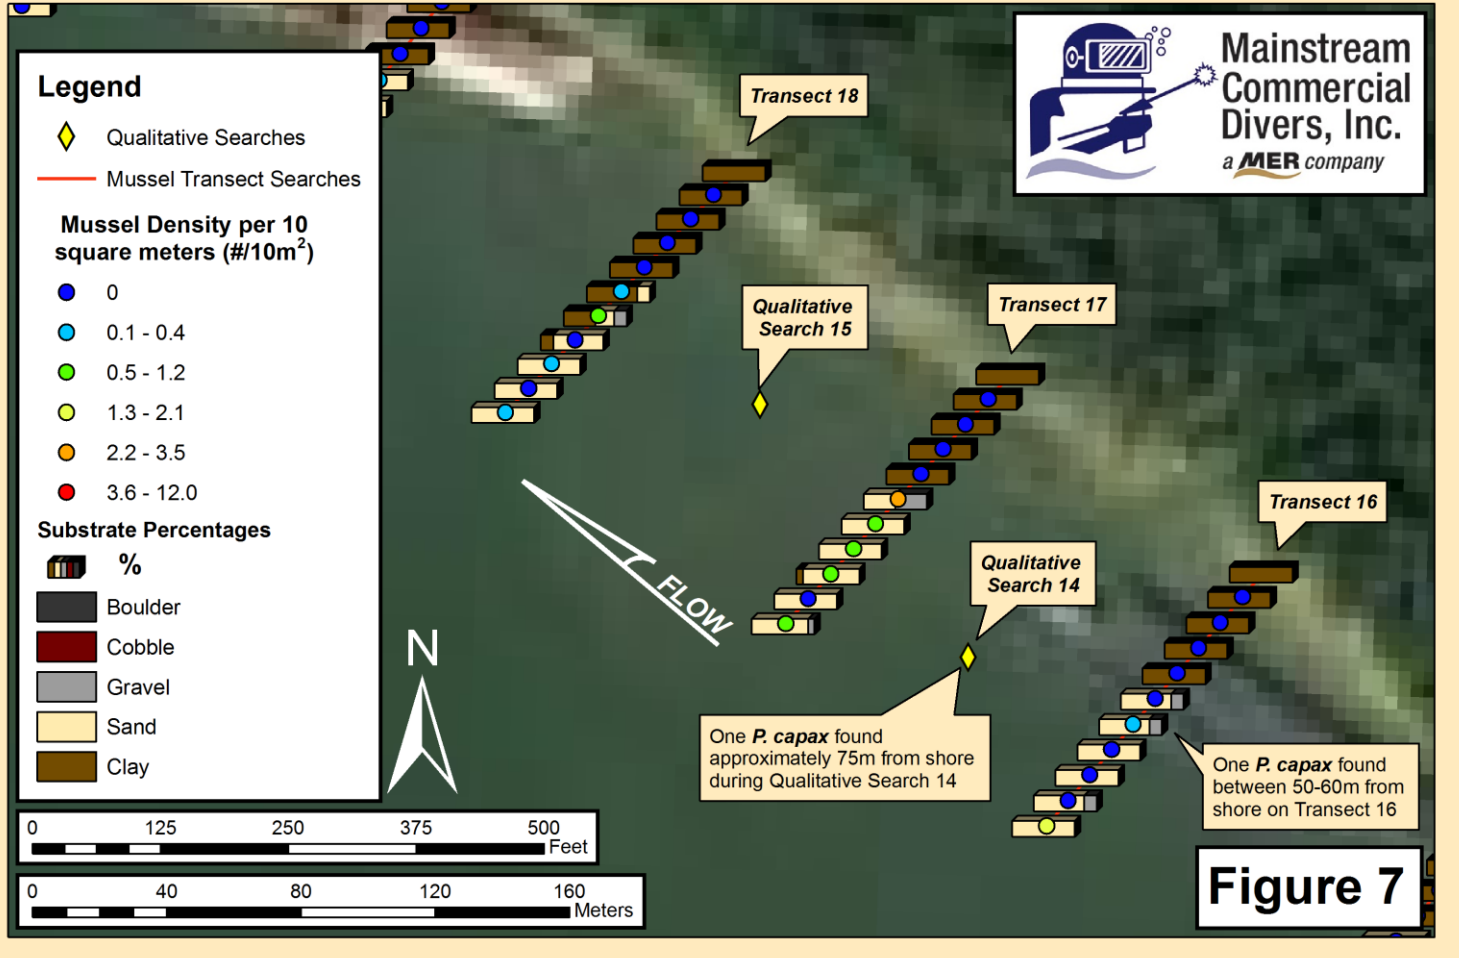 Legend
Qualitative Searches
Mussel Transect Searches
Mussel Density per 10
square meters (#/10m²)
0
0.1 - 0.4
0.5 - 1.2
1.3 - 2.1
2.2 - 3.5
3.6 - 12.0
Substrate Percentages
%
Boulder
Cobble
Gravel
Sand
Clay
0 125 250 375 500
Feet
0 40 80 120 160
Meters
N
FLOW
Transect 18
Qualitative
Search 15
Transect 17
Transect 16
Qualitative
Search 14
One P. capax found
approximately 75m from shore
during Qualitative Search 14
One P. capax found
between 50-60m from
shore on Transect 16
Mainstream
Commercial
Divers, Inc.
a MER company
Figure 7